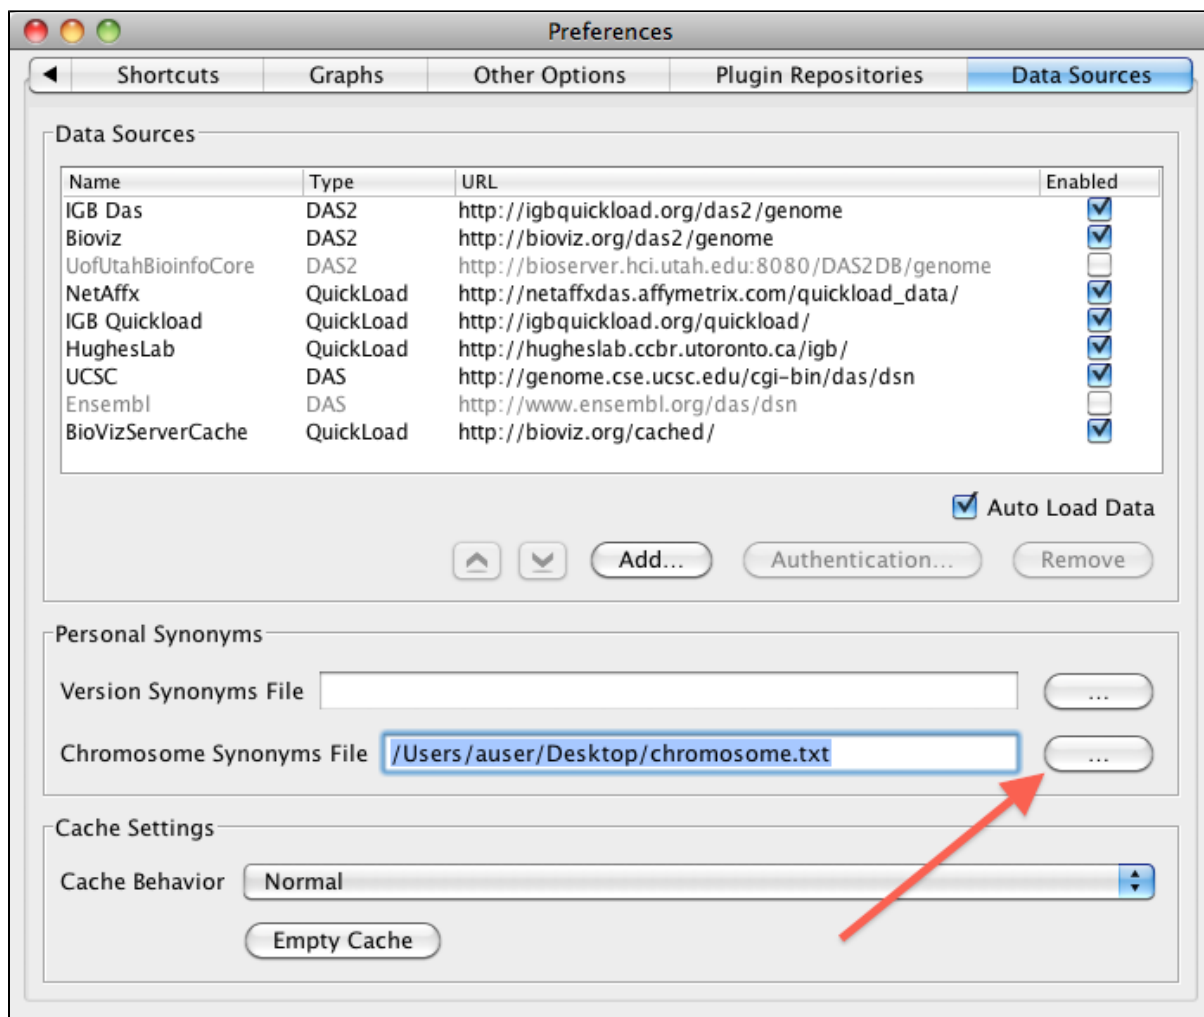 Preferences
Shortcuts Graphs Other Options Plugin Repositories Data Sources
Data Sources
Name Type URL Enabled
IGB Das DAS2 http://igbquickload.org/das2/genome
Bioviz DAS2 http://bioviz.org/das2/genome
UofUtahBioinfoCore DAS2 http://bioserver.hci.utah.edu:8080/DAS2DB/genome
NetAffx QuickLoad http://netaffxdas.affymetrix.com/quickload_data/
IGB Quickload QuickLoad http://igbquickload.org/quickload/
HughesLab QuickLoad http://hugheslab.ccbr.utoronto.ca/igb/
UCSC DAS http://genome.cse.ucsc.edu/cgi-bin/das/dsn
Ensembl DAS http://www.ensembl.org/das/dsn
BioVizServerCache QuickLoad http://bioviz.org/cached/
Auto Load Data
Add... Authentication... Remove
Personal Synonyms
Version Synonyms File ...
Chromosome Synonyms File /Users/auser/Desktop/chromosome.txt ...
Cache Settings
Cache Behavior Normal
Empty Cache